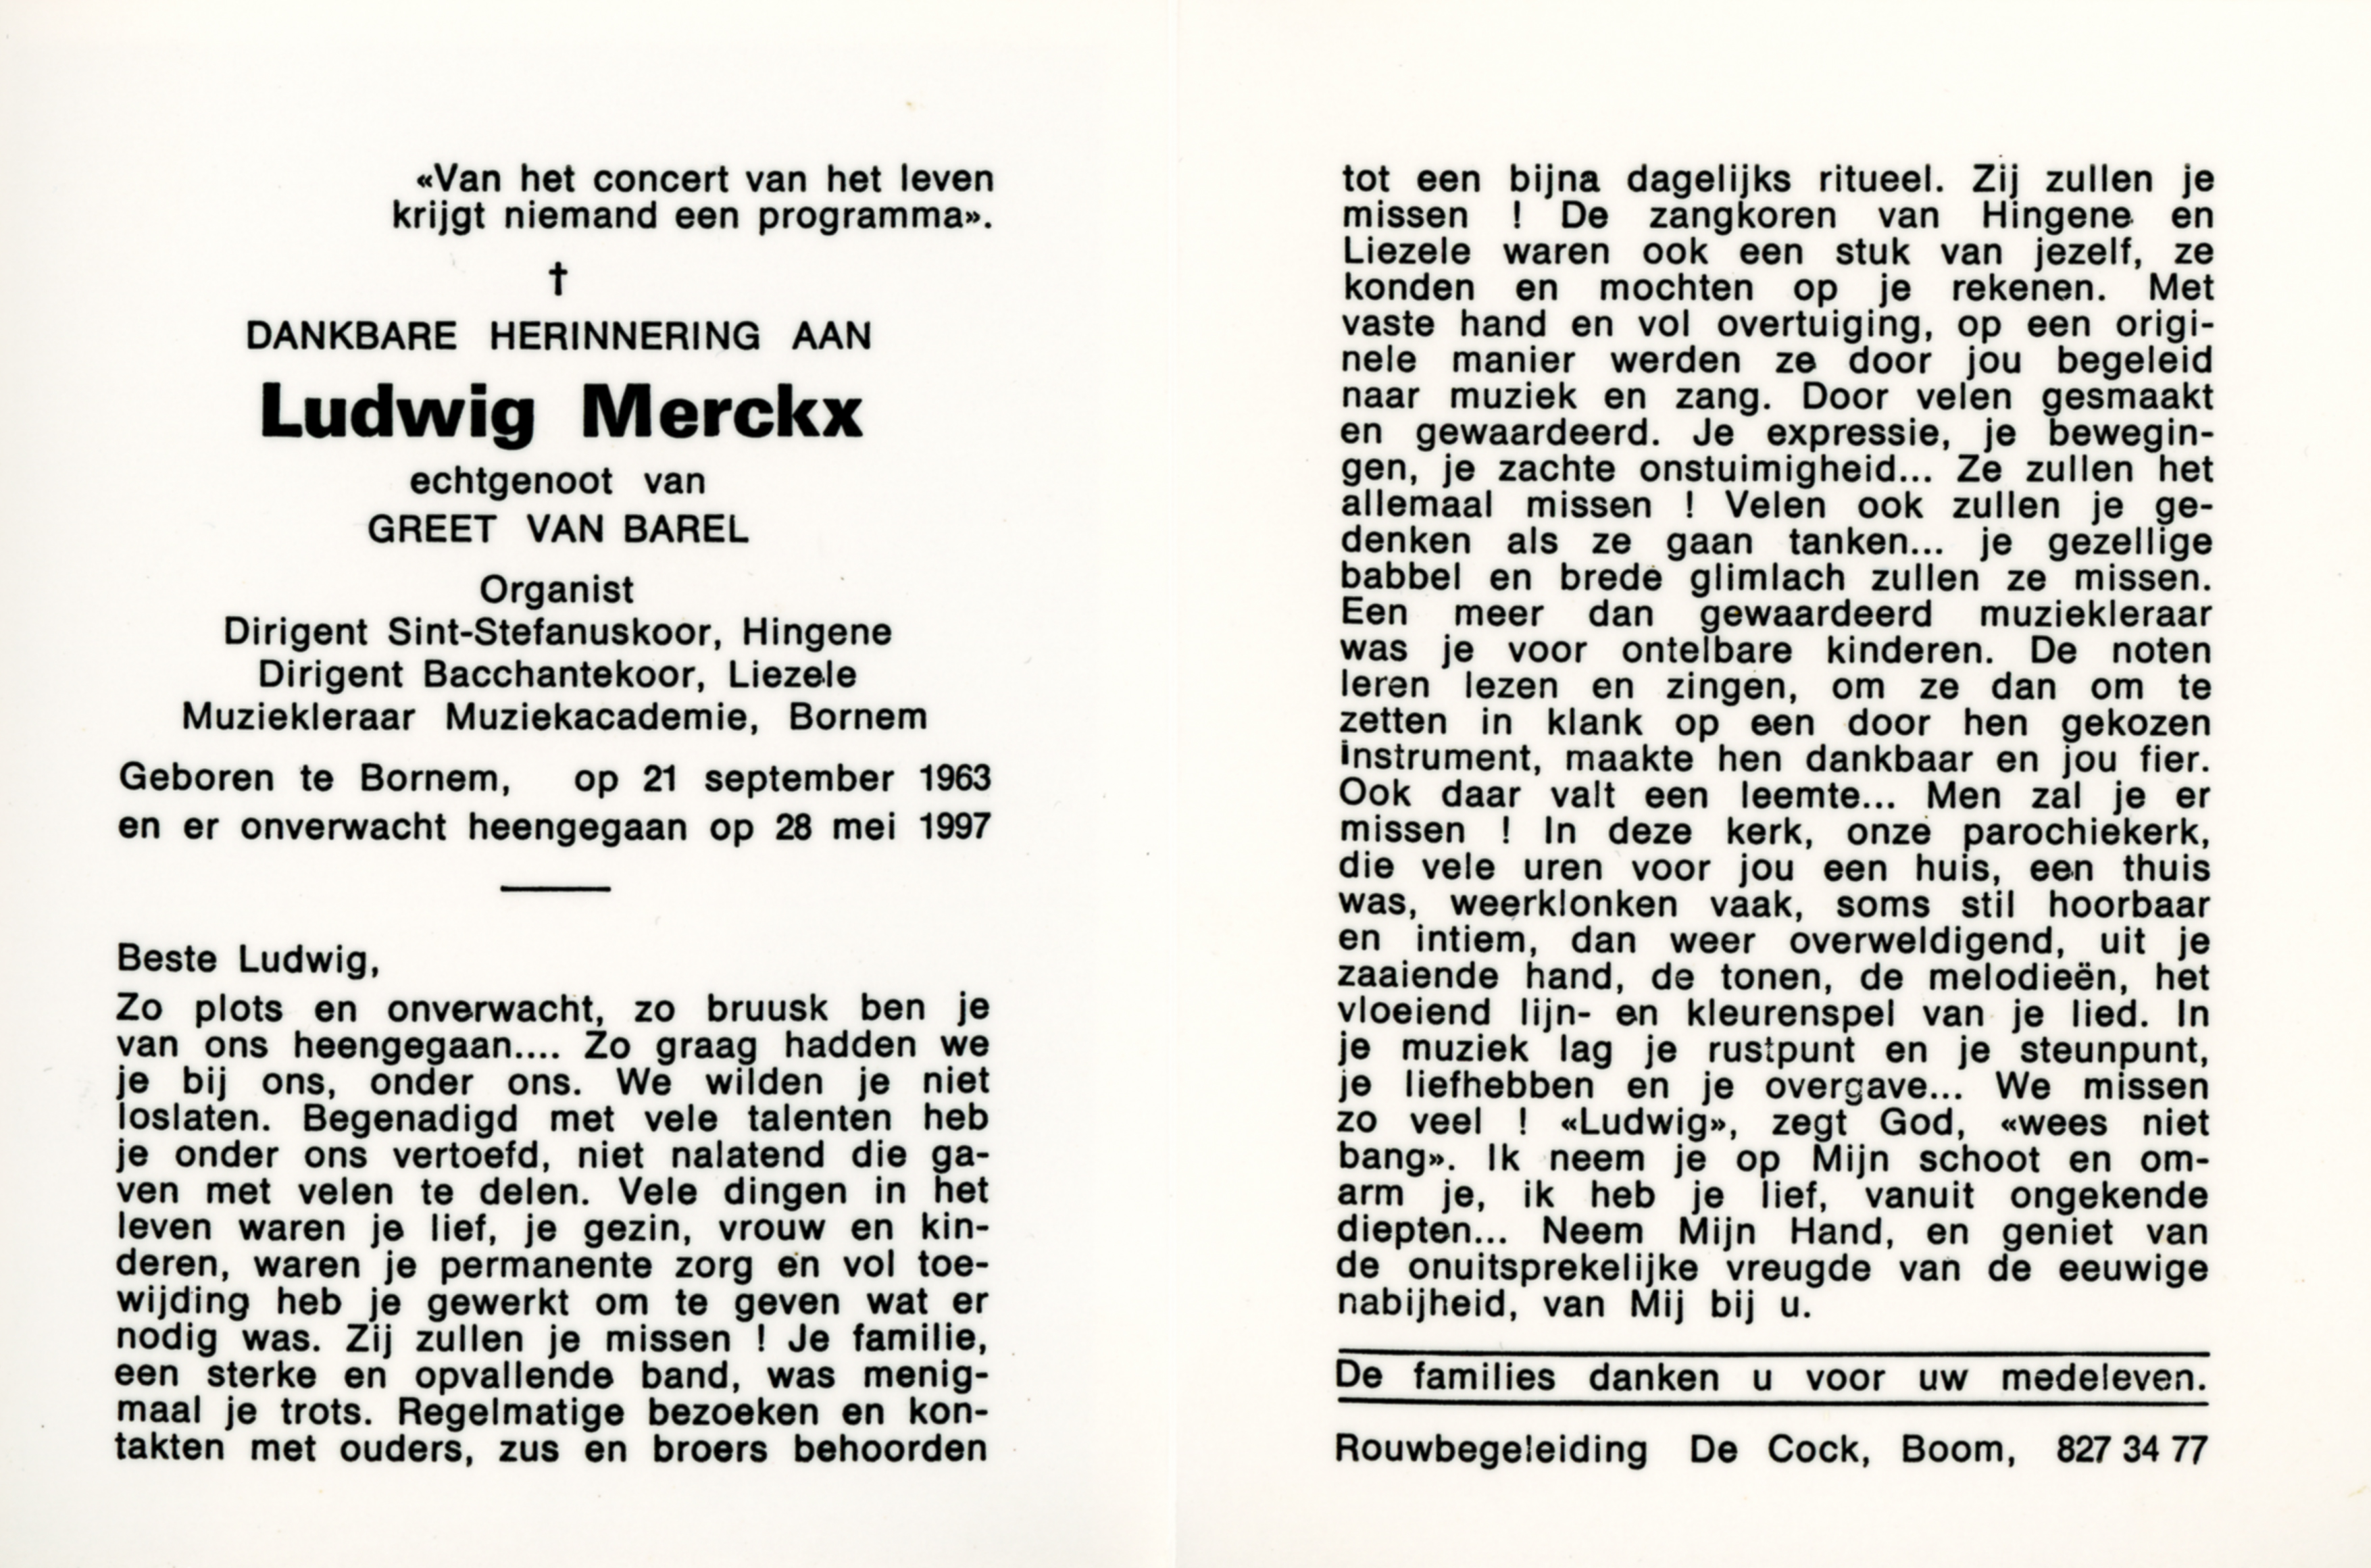 «Van het concert van het leven
krijgt niemand een programma».
†
DANKBARE HERINNERING AAN
Ludwig Merckx
echtgenoot van
GREET VAN BAREL
Organist
Dirigent Sint-Stefanuskoor, Hingene
Dirigent Bacchantekoor, Liezele
Muziekleraar Muziekacademie, Bornem
Geboren te Bornem, op 21 september 1963
en er onverwacht heengegaan op 28 mei 1997
Beste Ludwig,
Zo plots en onverwacht, zo bruusk ben je
van ons heengegaan.... Zo graag hadden we
je bij ons, onder ons. We wilden je niet
loslaten. Begenadigd met vele talenten heb
je onder ons vertoefd, niet nalatend die ga-
ven met velen te delen. Vele dingen in het
leven waren je lief, je gezin, vrouw en kin-
deren, waren je permanente zorg en vol toe-
wijding heb je gewerkt om te geven wat er
nodig was. Zij zullen je missen ! Je familie,
een sterke en opvallende band, was menig-
maal je trots. Regelmatige bezoeken en kon-
takten met ouders, zus en broers behoorden
tot een bijna dagelijks ritueel. Zij zullen je
missen ! De zangkoren van Hingene en
Liezele waren ook een stuk van jezelf, ze
konden en mochten op je rekenen. Met
vaste hand en vol overtuiging, op een origi-
nele manier werden ze door jou begeleid
naar muziek en zang. Door velen gesmaakt
en gewaardeerd. Je expressie, je bewegin-
gen, je zachte onstuimigheid... Ze zullen het
allemaal missen ! Velen ook zullen je ge-
denken als ze gaan tanken... je gezellige
babbel en brede glimlach zullen ze missen.
Een meer dan gewaardeerd muziekleraar
was je voor ontelbare kinderen. De noten
leren lezen en zingen, om ze dan om te
zetten in klank op een door hen gekozen
instrument, maakte hen dankbaar en jou fier.
Ook daar valt een leemte... Men zal je er
missen ! In deze kerk, onze parochiekerk,
die vele uren voor jou een huis, een thuis
was, weerklonken vaak, soms stil hoorbaar
en intiem, dan weer overweldigend, uit je
zaaiende hand, de tonen, de melodieën, het
vloeiend lijn- en kleurenspel van je lied. In
je muziek lag je rustpunt en je steunpunt,
je liefhebben en je overgave... We missen
zo veel ! «Ludwig», zegt God, «wees niet
bang». Ik neem je op Mijn schoot en om-
arm je, ik heb je lief, vanuit ongekende
diepten... Neem Mijn Hand, en geniet van
de onuitsprekelijke vreugde van de eeuwige
nabijheid, van Mij bij u.
De families danken u voor uw medeleven.
Rouwbegeleiding De Cock, Boom, 827 34 77